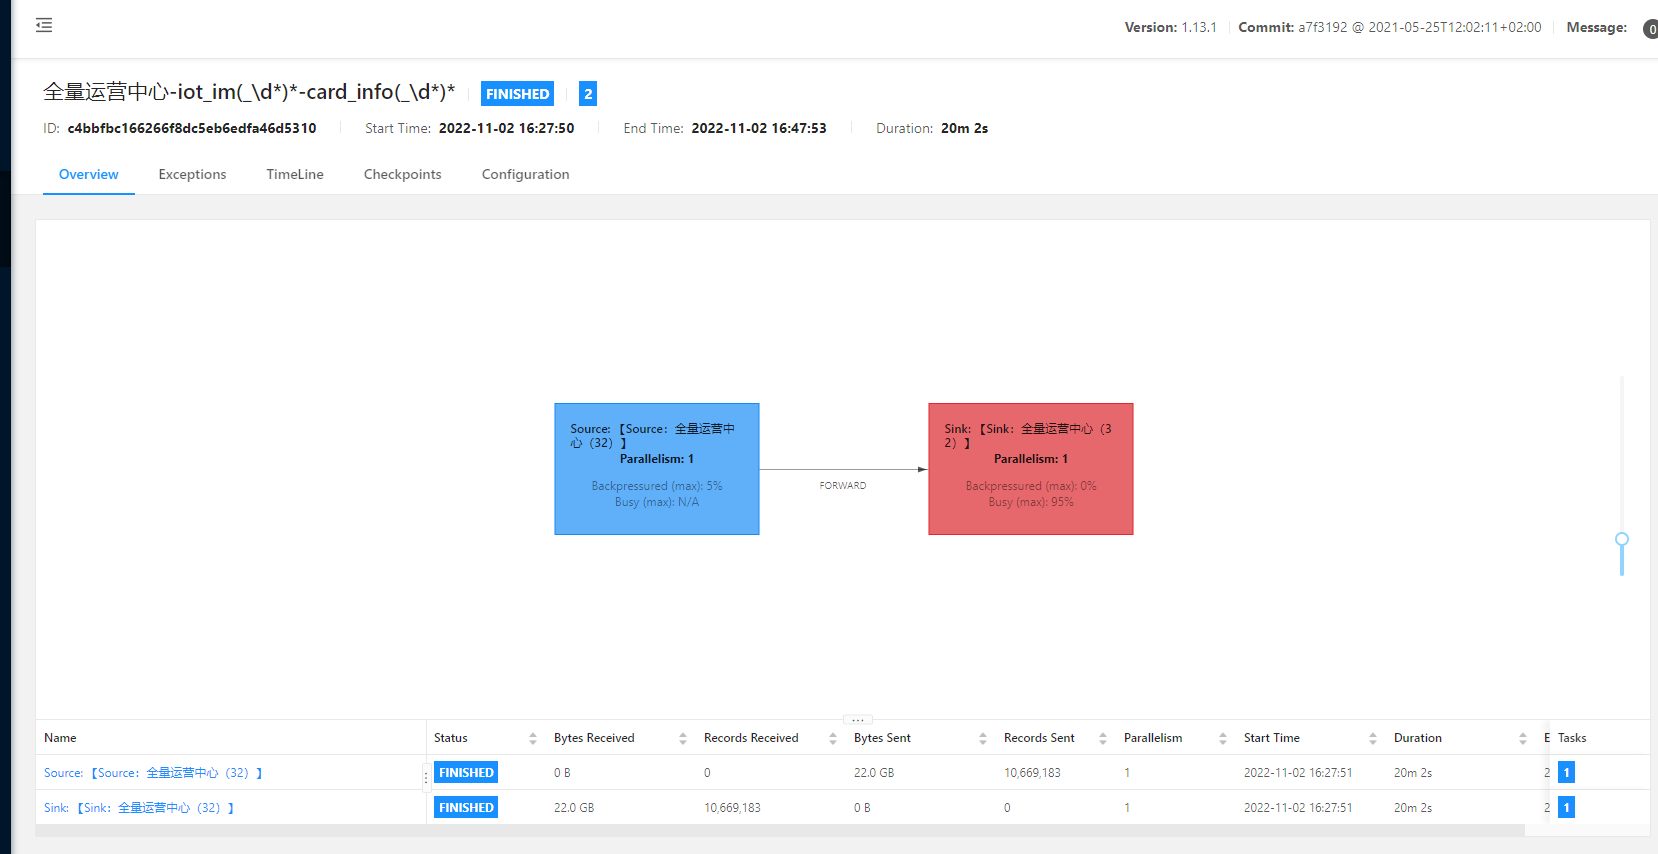 Version: 1.13.1 Commit: a7f3192 @ 2021-05-25T12:02:11+02:00 Message: 0
全量运营中心-iot_im(_\d*)*-card_info(_\d*)* FINISHED 2
ID: c4bbfbc166266f8dc5eb6edfa46d5310 Start Time: 2022-11-02 16:27:50 End Time: 2022-11-02 16:47:53 Duration: 20m 2s
Overview Exceptions TimeLine Checkpoints Configuration
Source: 【Source：全量运营中
心（32）】
Parallelism: 1
Backpressured (max): 5%
Busy (max): N/A
FORWARD
Sink: 【Sink：全量运营中心（3
2）】
Parallelism: 1
Backpressured (max): 0%
Busy (max): 95%
Name Status Bytes Received Records Received Bytes Sent Records Sent Parallelism Start Time Duration E Tasks
Source: 【Source：全量运营中心（32）】 FINISHED 0 B 0 22.0 GB 10,669,183 1 2022-11-02 16:27:51 20m 2s 2 1
Sink: 【Sink：全量运营中心（32）】 FINISHED 22.0 GB 10,669,183 0 B 0 1 2022-11-02 16:27:51 20m 2s 2 1